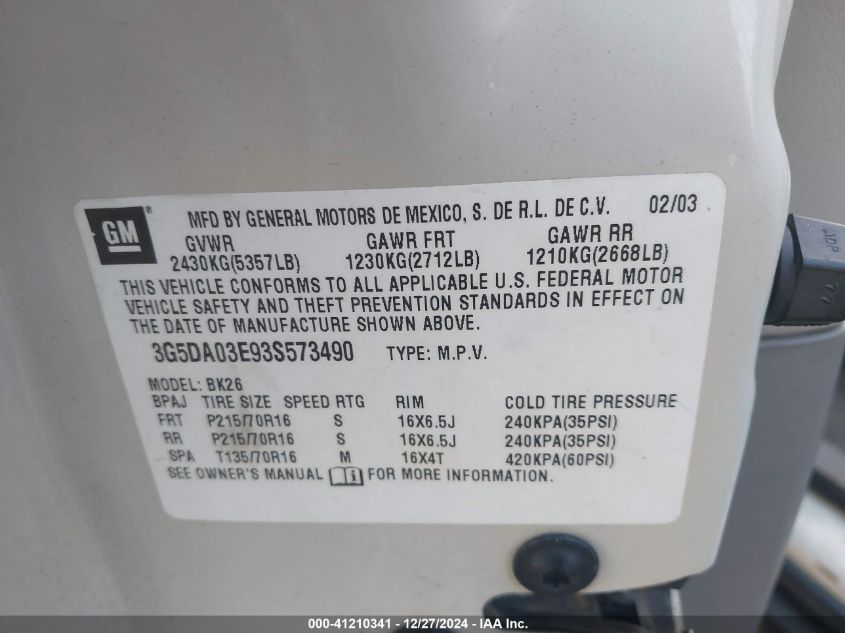 GM®
MFD BY GENERAL MOTORS DE MEXICO, S. DE R.L. DE C.V. 02/03
GVWR GAWR FRT GAWR RR
2430KG(5357LB) 1230KG(2712LB) 1210KG(2668LB)
THIS VEHICLE CONFORMS TO ALL APPLICABLE U.S. FEDERAL MOTOR
VEHICLE SAFETY AND THEFT PREVENTION STANDARDS IN EFFECT ON
THE DATE OF MANUFACTURE SHOWN ABOVE.
3G5DA03E93S573490 TYPE: M.P.V.
MODEL: BK26
BPAJ TIRE SIZE SPEED RTG RIM COLD TIRE PRESSURE
FRT P215/70R16 S 16X6.5J 240KPA(35PSI)
RR P215/70R16 S 16X6.5J 240KPA(35PSI)
SPA T135/70R16 M 16X4T 420KPA(60PSI)
SEE OWNER'S MANUAL FOR MORE INFORMATION.
000-41210341 - 12/27/2024 - IAA Inc.